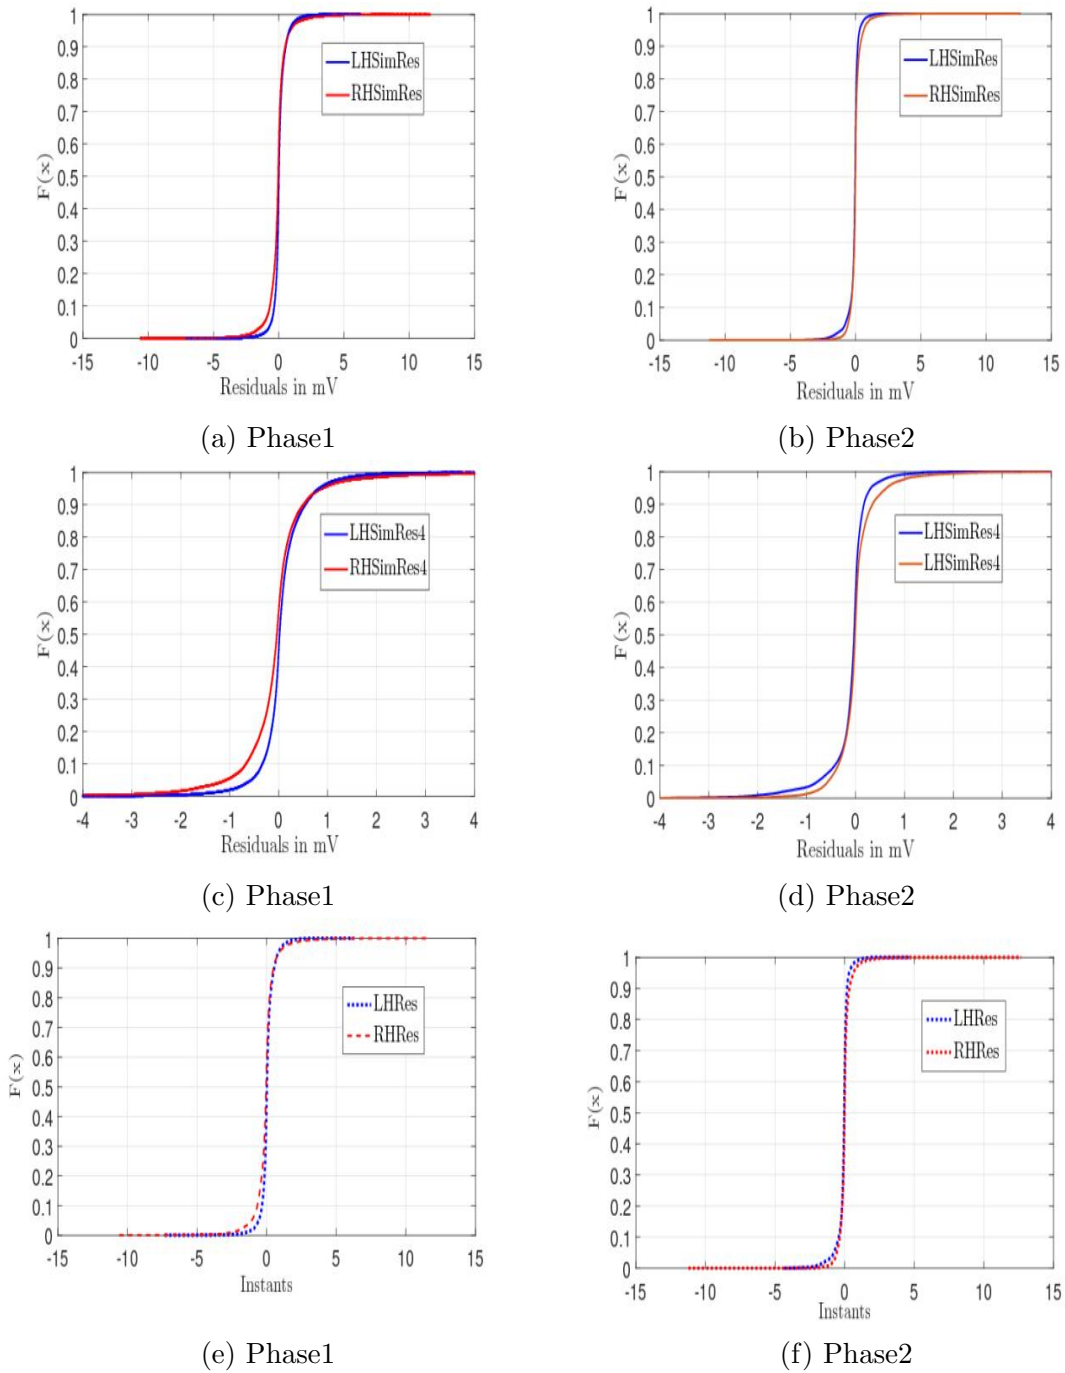 1
0.9
0.8
0.7
0.6
0.5
0.4
0.3
0.2
0.1
0
F(x)
LHSimRes
RHSimRes
-15 -10 -5 0 5 10 15
Residuals in mV
(a) Phase1
1
0.9
0.8
0.7
0.6
0.5
0.4
0.3
0.2
0.1
0
F(x)
LHSimRes
RHSimRes
-15 -10 -5 0 5 10 15
Residuals in mV
(b) Phase2
1
0.9
0.8
0.7
0.6
0.5
0.4
0.3
0.2
0.1
0
F(x)
LHSimRes4
RHSimRes4
-4 -3 -2 -1 0 1 2 3 4
Residuals in mV
(c) Phase1
1
0.9
0.8
0.7
0.6
0.5
0.4
0.3
0.2
0.1
0
F(x)
LHSimRes4
LHSimRes4
-4 -3 -2 -1 0 1 2 3 4
Residuals in mV
(d) Phase2
1
0.9
0.8
0.7
0.6
0.5
0.4
0.3
0.2
0.1
0
F(x)
LHRes
RHRes
-15 -10 -5 0 5 10 15
Instants
(e) Phase1
1
0.9
0.8
0.7
0.6
0.5
0.4
0.3
0.2
0.1
0
F(x)
LHRes
RHRes
-15 -10 -5 0 5 10 15
Instants
(f) Phase2